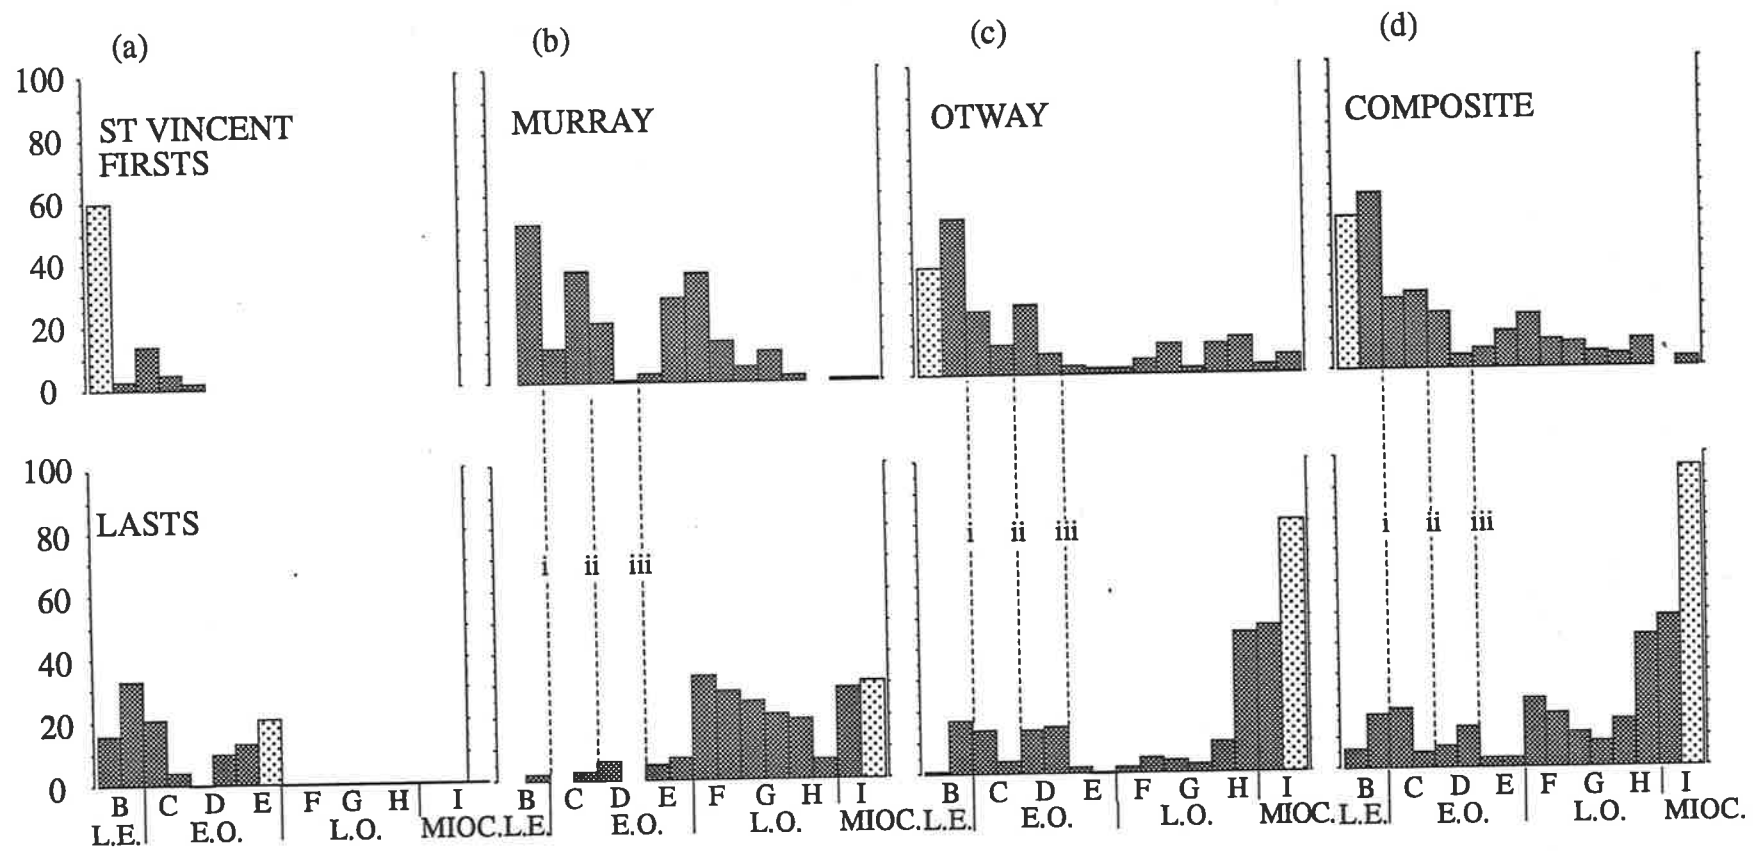 (a)
(b)
(c)
(d)
100
80
60
40
20
0
ST VINCENT
FIRSTS
MURRAY
OTWAY
COMPOSITE
100
80
60
40
20
0
LASTS
i ii iii
i ii iii
i ii iii
B C D E F G H I
B C D E F G H I
B C D E F G H I
B C D E F G H I
L.E. E.O. L.O. MIOC.
L.E. E.O. L.O. MIOC.
L.E. E.O. L.O. MIOC.
L.E. E.O. L.O. MIOC.